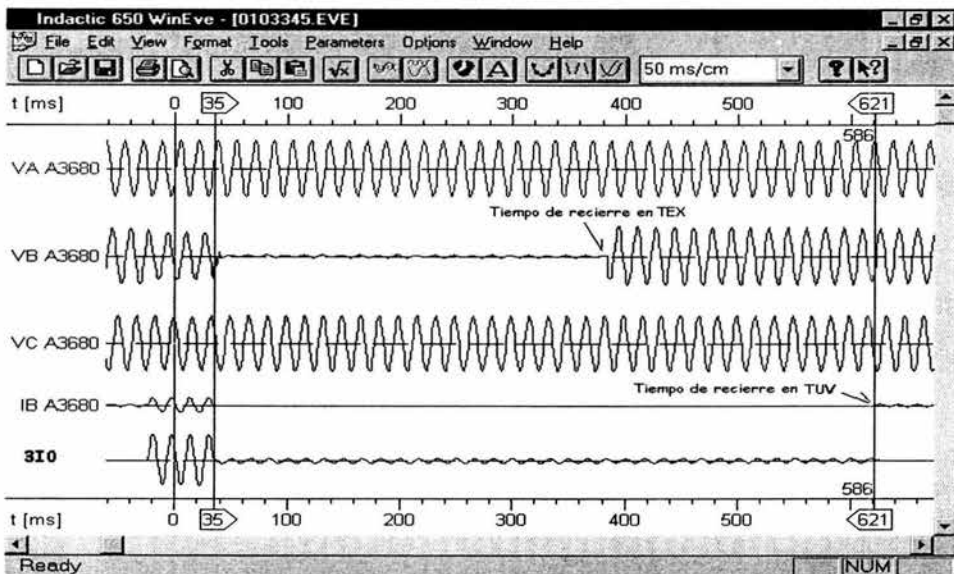 Indactic 650 WinEve - [0103345.EVE]
File Edit View Format Tools Parameters Options Window Help
50 ms/cm
t [ms] 0 35 100 200 300 400 500 621
586
VA A3680
Tiempo de recierre en TEX
VB A3680
VC A3680
Tiempo de recierre en TUV
IB A3680
3I0
586
t [ms] 0 35 100 200 300 400 500 621
Ready NUM